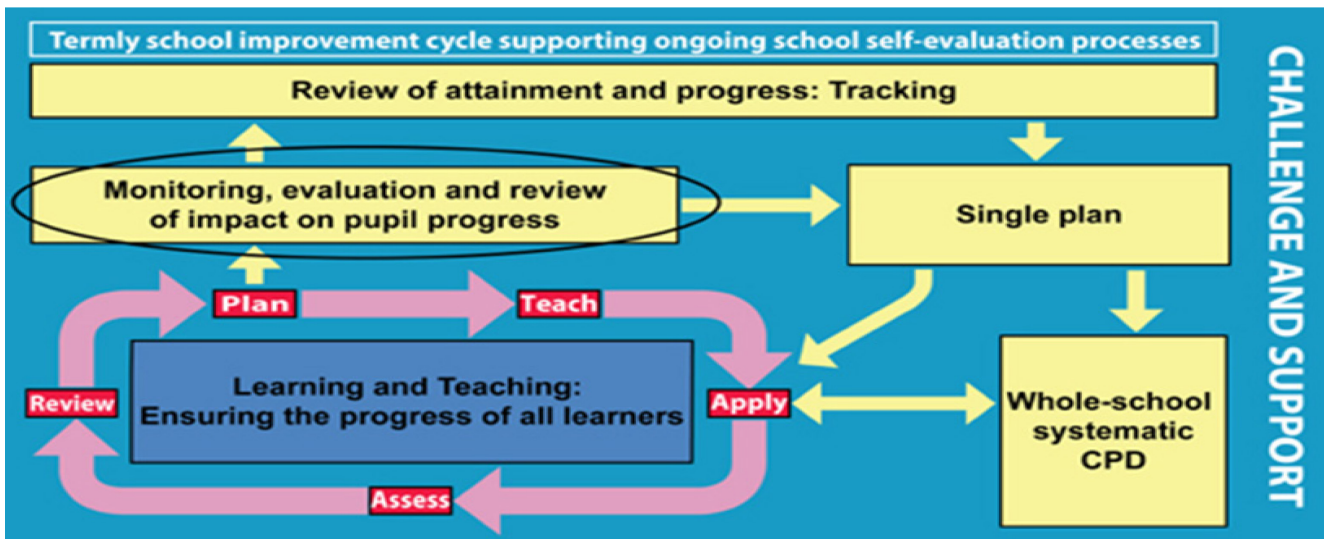 Termly school improvement cycle supporting ongoing school self-evaluation processes
Review of attainment and progress: Tracking
Monitoring, evaluation and review
of impact on pupil progress
Single plan
Plan
Teach
Learning and Teaching:
Ensuring the progress of all learners
Review
Apply
Assess
Whole-school
systematic
CPD
CHALLENGE AND SUPPORT